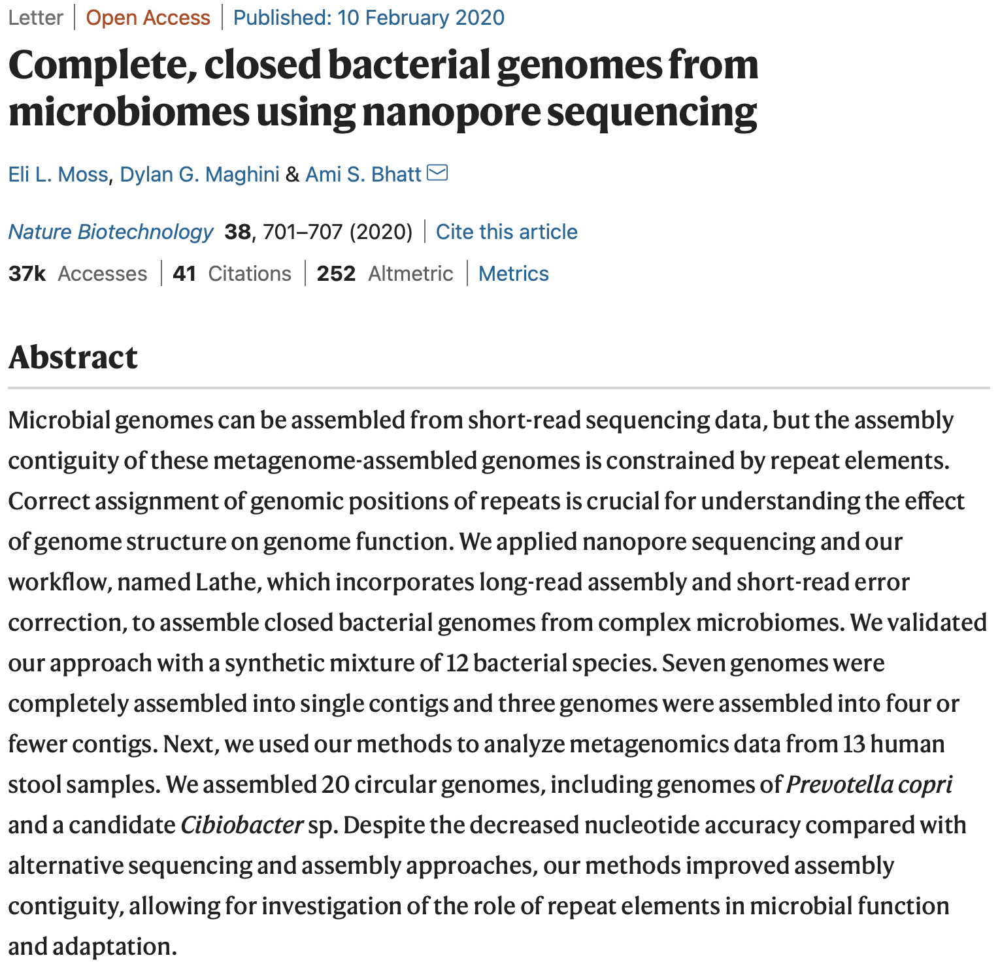 Letter | Open Access | Published: 10 February 2020
Complete, closed bacterial genomes from
microbiomes using nanopore sequencing
Eli L. Moss, Dylan G. Maghini & Ami S. Bhatt
Nature Biotechnology 38, 701–707 (2020) | Cite this article
37k Accesses | 41 Citations | 252 Altmetric | Metrics
Abstract
Microbial genomes can be assembled from short-read sequencing data, but the assembly
contiguity of these metagenome-assembled genomes is constrained by repeat elements.
Correct assignment of genomic positions of repeats is crucial for understanding the effect
of genome structure on genome function. We applied nanopore sequencing and our
workflow, named Lathe, which incorporates long-read assembly and short-read error
correction, to assemble closed bacterial genomes from complex microbiomes. We validated
our approach with a synthetic mixture of 12 bacterial species. Seven genomes were
completely assembled into single contigs and three genomes were assembled into four or
fewer contigs. Next, we used our methods to analyze metagenomics data from 13 human
stool samples. We assembled 20 circular genomes, including genomes of Prevotella copri
and a candidate Cibiobacter sp. Despite the decreased nucleotide accuracy compared with
alternative sequencing and assembly approaches, our methods improved assembly
contiguity, allowing for investigation of the role of repeat elements in microbial function
and adaptation.